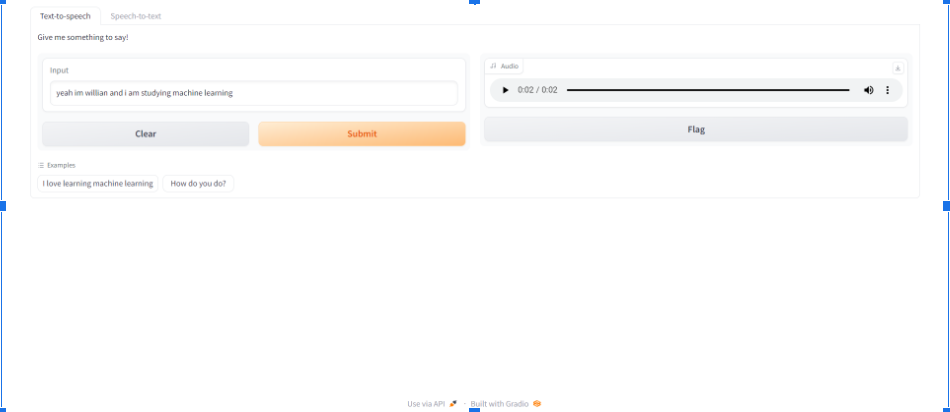 Text-to-speech Speech-to-text
Give me something to say!
Input
yeah im willian and i am studying machine learning
Clear Submit
Audio
0:02 / 0:02
Flag
Examples
I love learning machine learning How do you do?
Use via API · Built with Gradio